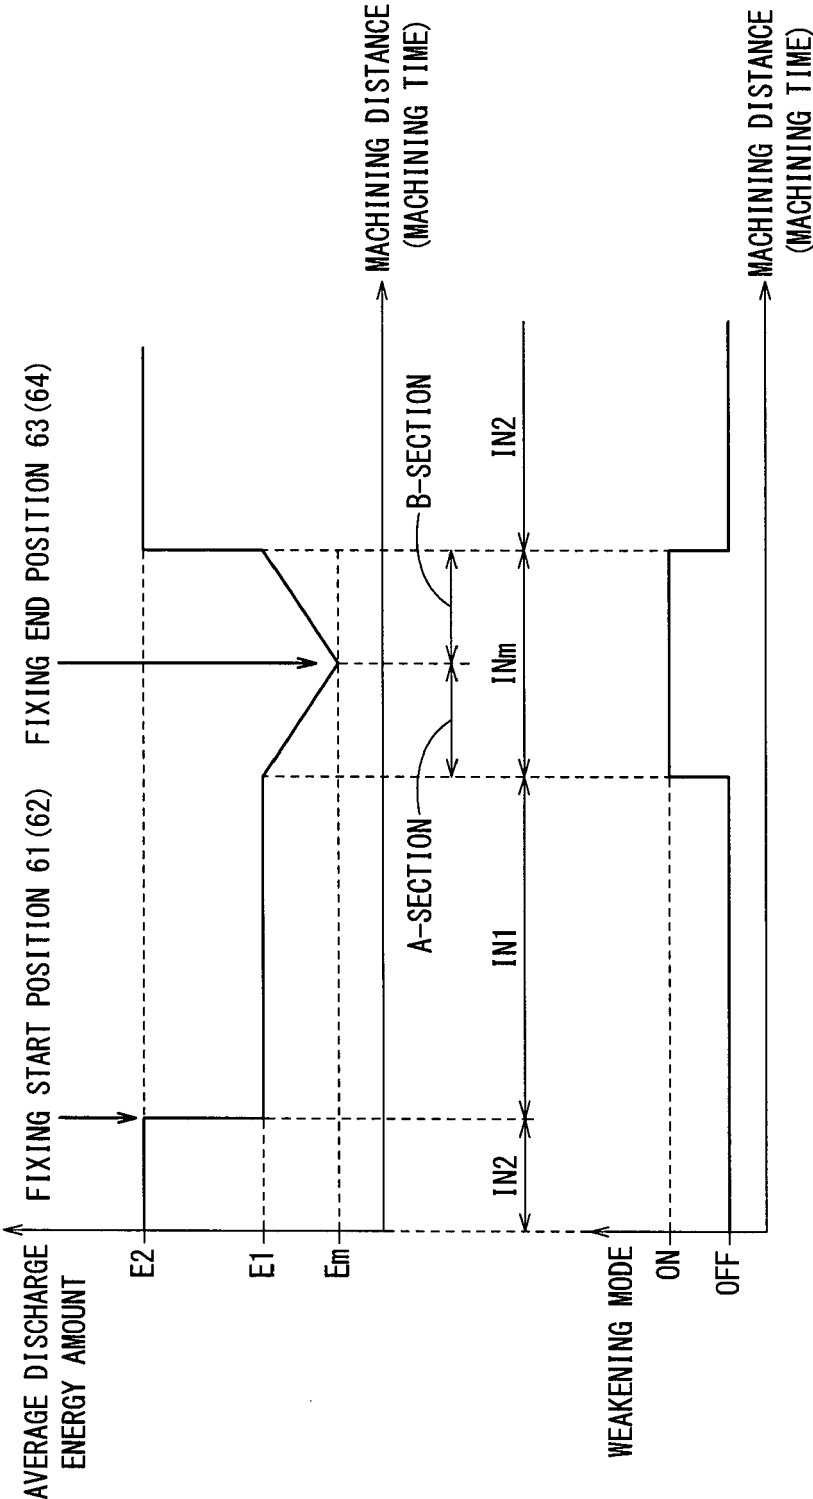 AVERAGE DISCHARGE
ENERGY AMOUNT
FIXING START POSITION 61(62)
FIXING END POSITION 63(64)
E2
E1
Em
MACHINING DISTANCE
(MACHINING TIME)
A-SECTION
B-SECTION
IN2
IN1
INm
IN2
WEAKENING MODE
ON
OFF
MACHINING DISTANCE
(MACHINING TIME)